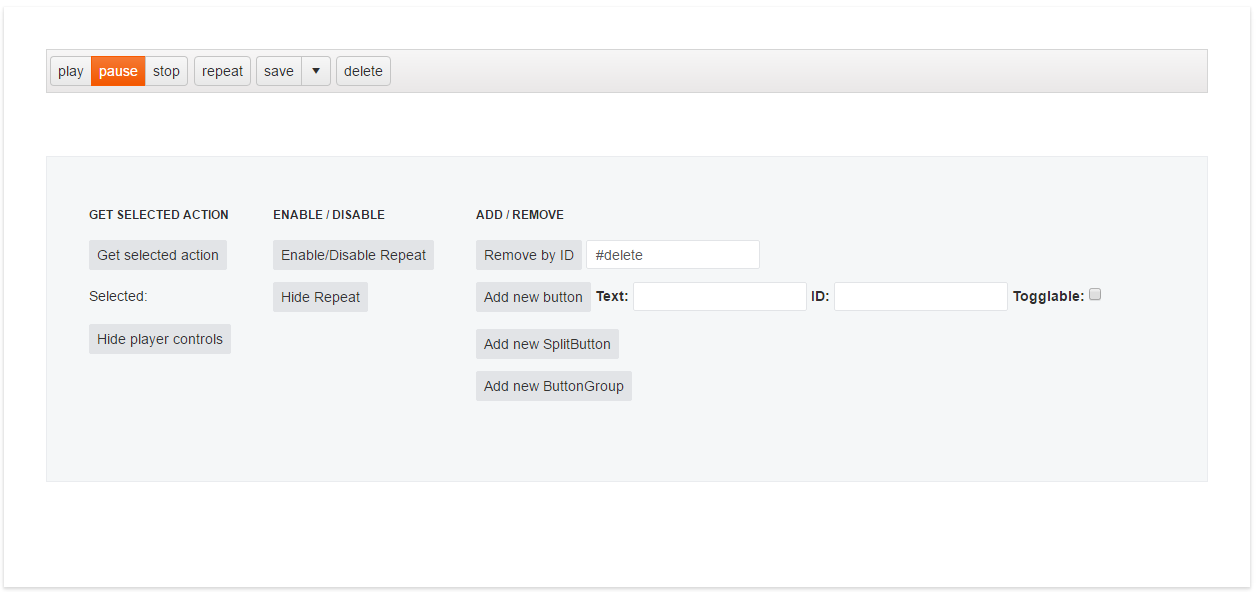 play pause stop repeat save delete
GET SELECTED ACTION ENABLE / DISABLE ADD / REMOVE
Get selected action Enable/Disable Repeat Remove by ID #delete
Selected: Hide Repeat Add new button Text: ID: Togglable:
Hide player controls Add new SplitButton
Add new ButtonGroup